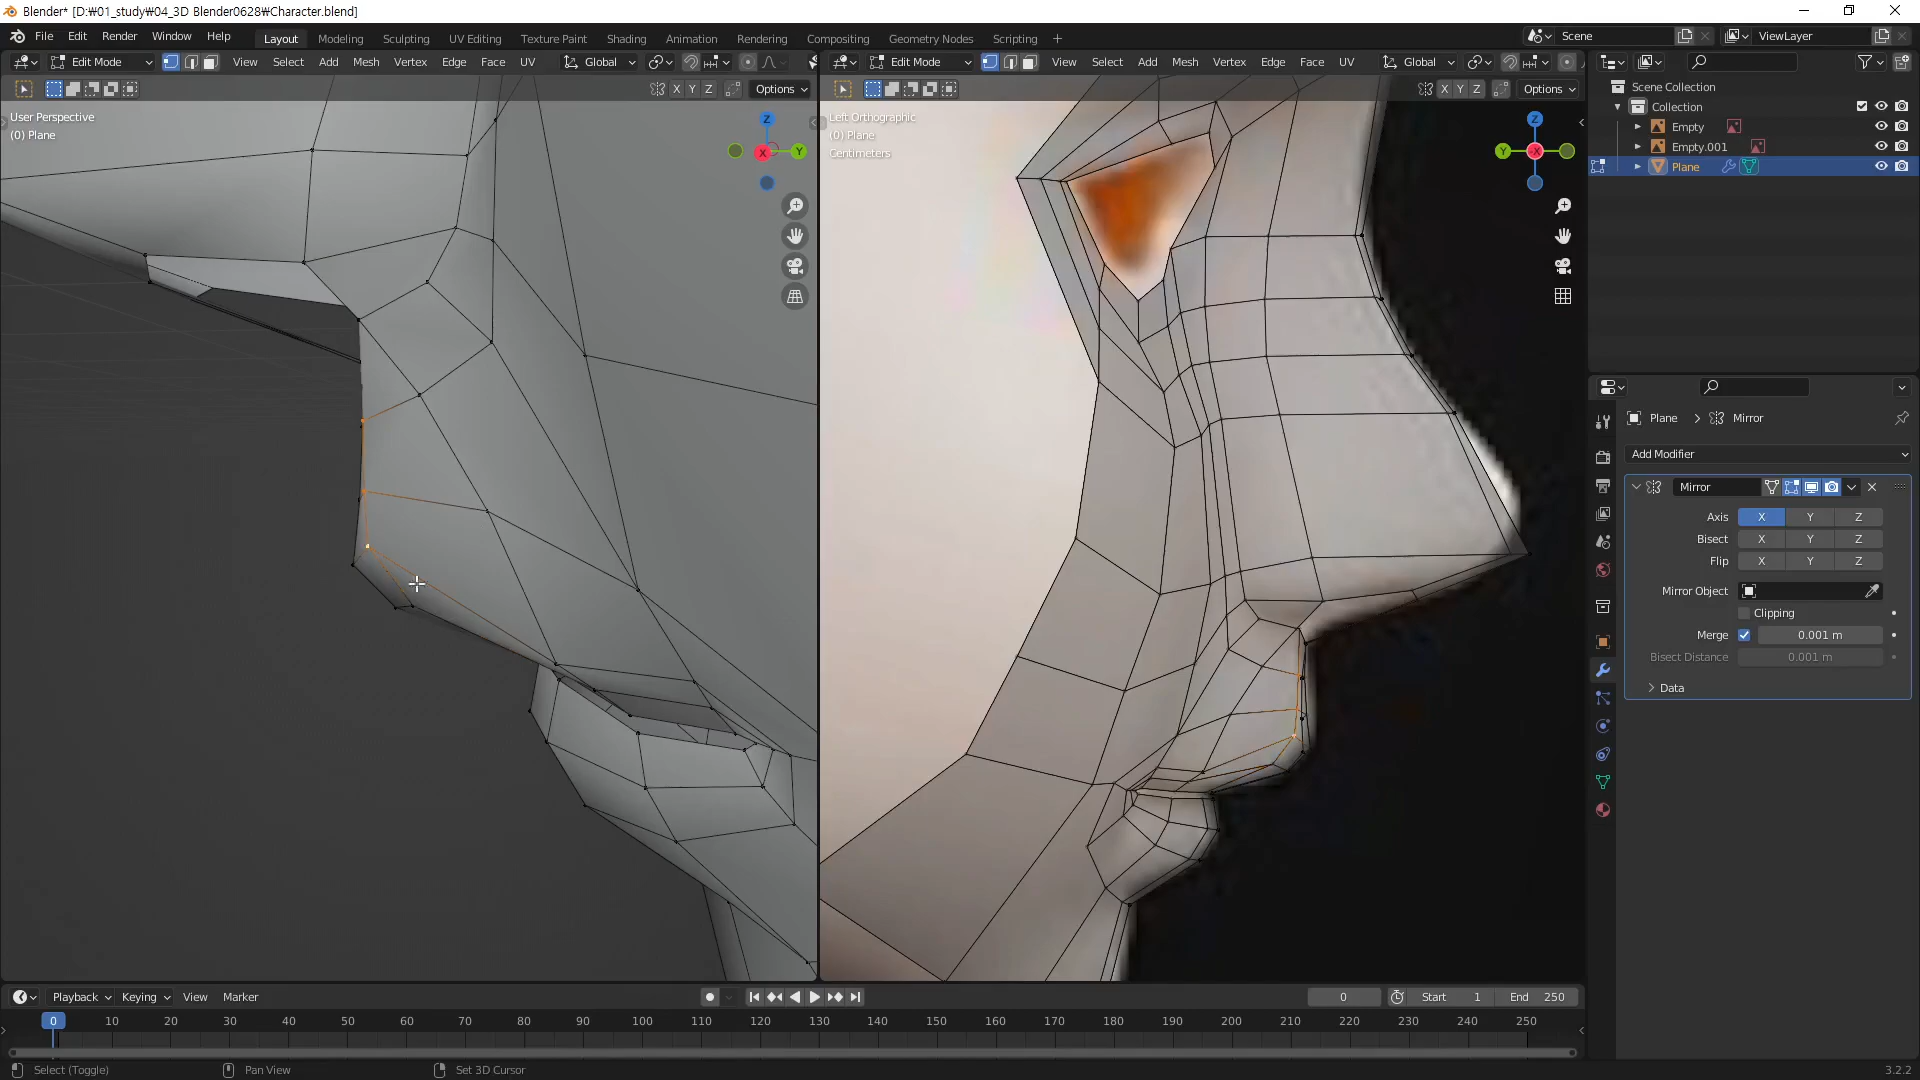 Blender* [D:₩01_study₩04_3D Blender0628₩Character.blend]
File Edit Render Window Help
Layout Modeling Sculpting UV Editing Texture Paint Shading Animation Rendering Compositing Geometry Nodes Scripting +
Scene
ViewLayer
Edit Mode View Select Add Mesh Vertex Edge Face UV Global
Edit Mode View Select Add Mesh Vertex Edge Face UV Global
X Y Z Options
X Y Z Options
User Perspective
(0) Plane
Z
X
Y
Left Orthographic
(0) Plane
Centimeters
Z
Y
-X
Scene Collection
Collection
Empty
Empty.001
Plane
Plane > Mirror
Add Modifier
Mirror
Axis X Y Z
Bisect X Y Z
Flip X Y Z
Mirror Object
Clipping
Merge 0.001 m
Bisect Distance 0.001 m
Data
Playback Keying View Marker
0 Start 1 End 250
0 10 20 30 40 50 60 70 80 90 100 110 120 130 140 150 160 170 180 190 200 210 220 230 240 250
Select (Toggle) Pan View Set 3D Cursor 3.2.2